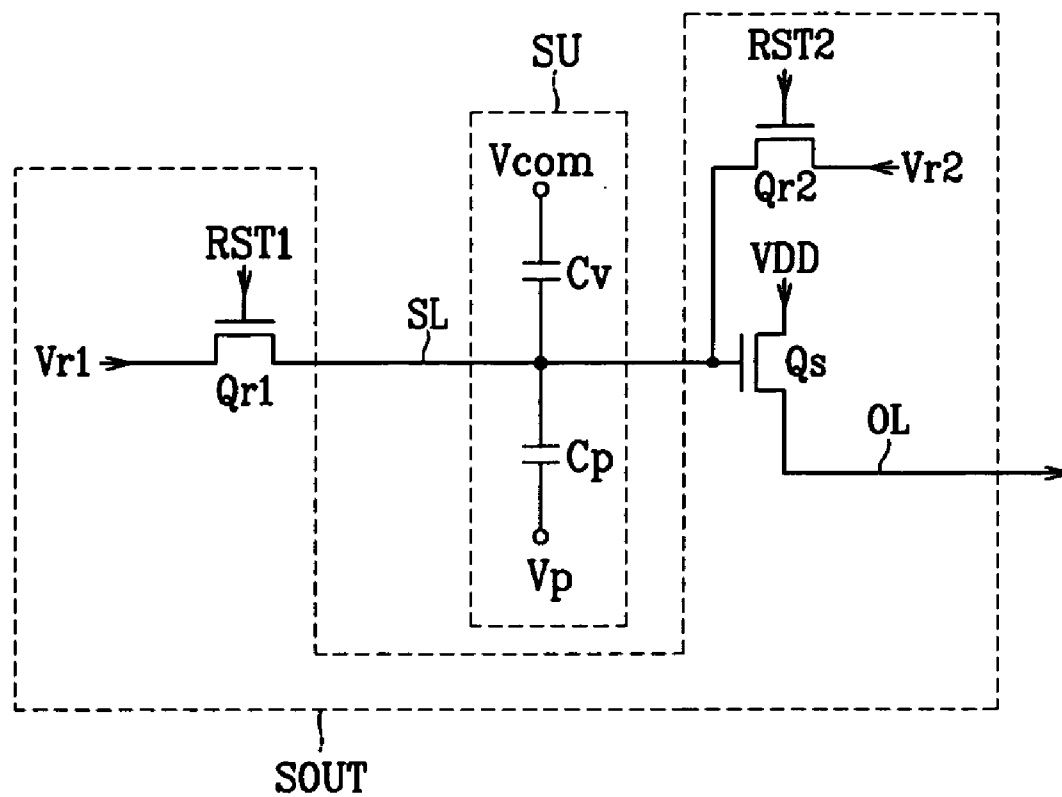 SU
RST2
Vcom
Qr2
Vr2
RST1
Cv
VDD
SL
Vr1
Qr1
Qs
OL
Cp
Vp
SOUT